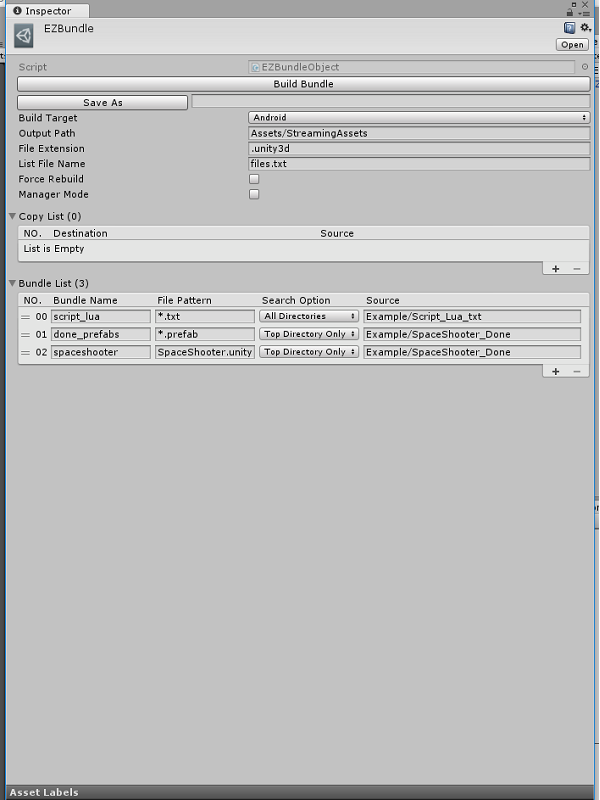 Inspector
EZBundle
Open
Script EZBundleObject
Build Bundle
Save As
Build Target Android
Output Path Assets/StreamingAssets
File Extension .unity3d
List File Name files.txt
Force Rebuild
Manager Mode
Copy List (0)
NO. Destination Source
List is Empty
+ −
Bundle List (3)
NO. Bundle Name File Pattern Search Option Source
00 script_lua *.txt All Directories Example/Script_Lua_txt
01 done_prefabs *.prefab Top Directory Only Example/SpaceShooter_Done
02 spaceshooter SpaceShooter.unity Top Directory Only Example/SpaceShooter_Done
+ −
Asset Labels